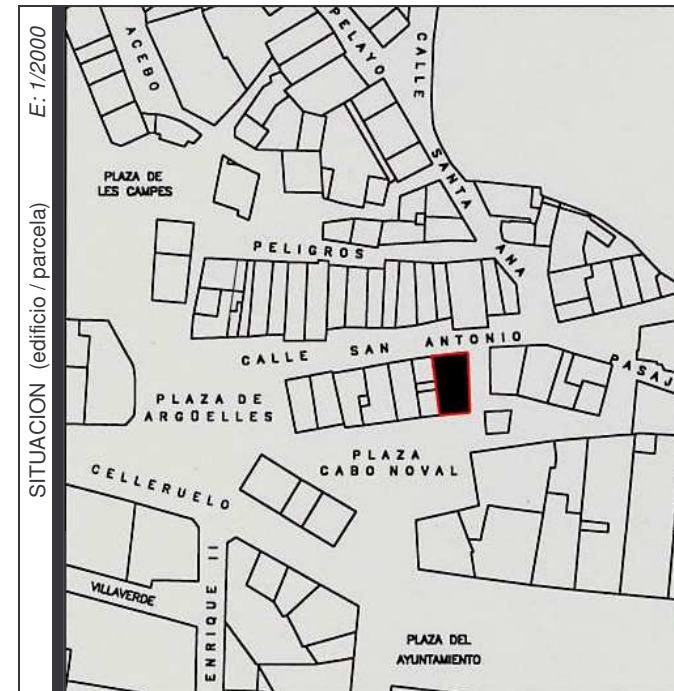 SITUACION (edificio / parcela) E: 1/2000
ACEBO
PELAYO
CALLE
SANTA ANA
PLAZA DE
LES CAMPES
PELIGROS
CALLE SAN ANTONIO
PASAJ
PLAZA DE
ARGÜELLES
PLAZA
CABO NOVAL
CELLERUELO
VILLAVERDE
ENRIQUE II
PLAZA DEL
AYUNTAMIENTO